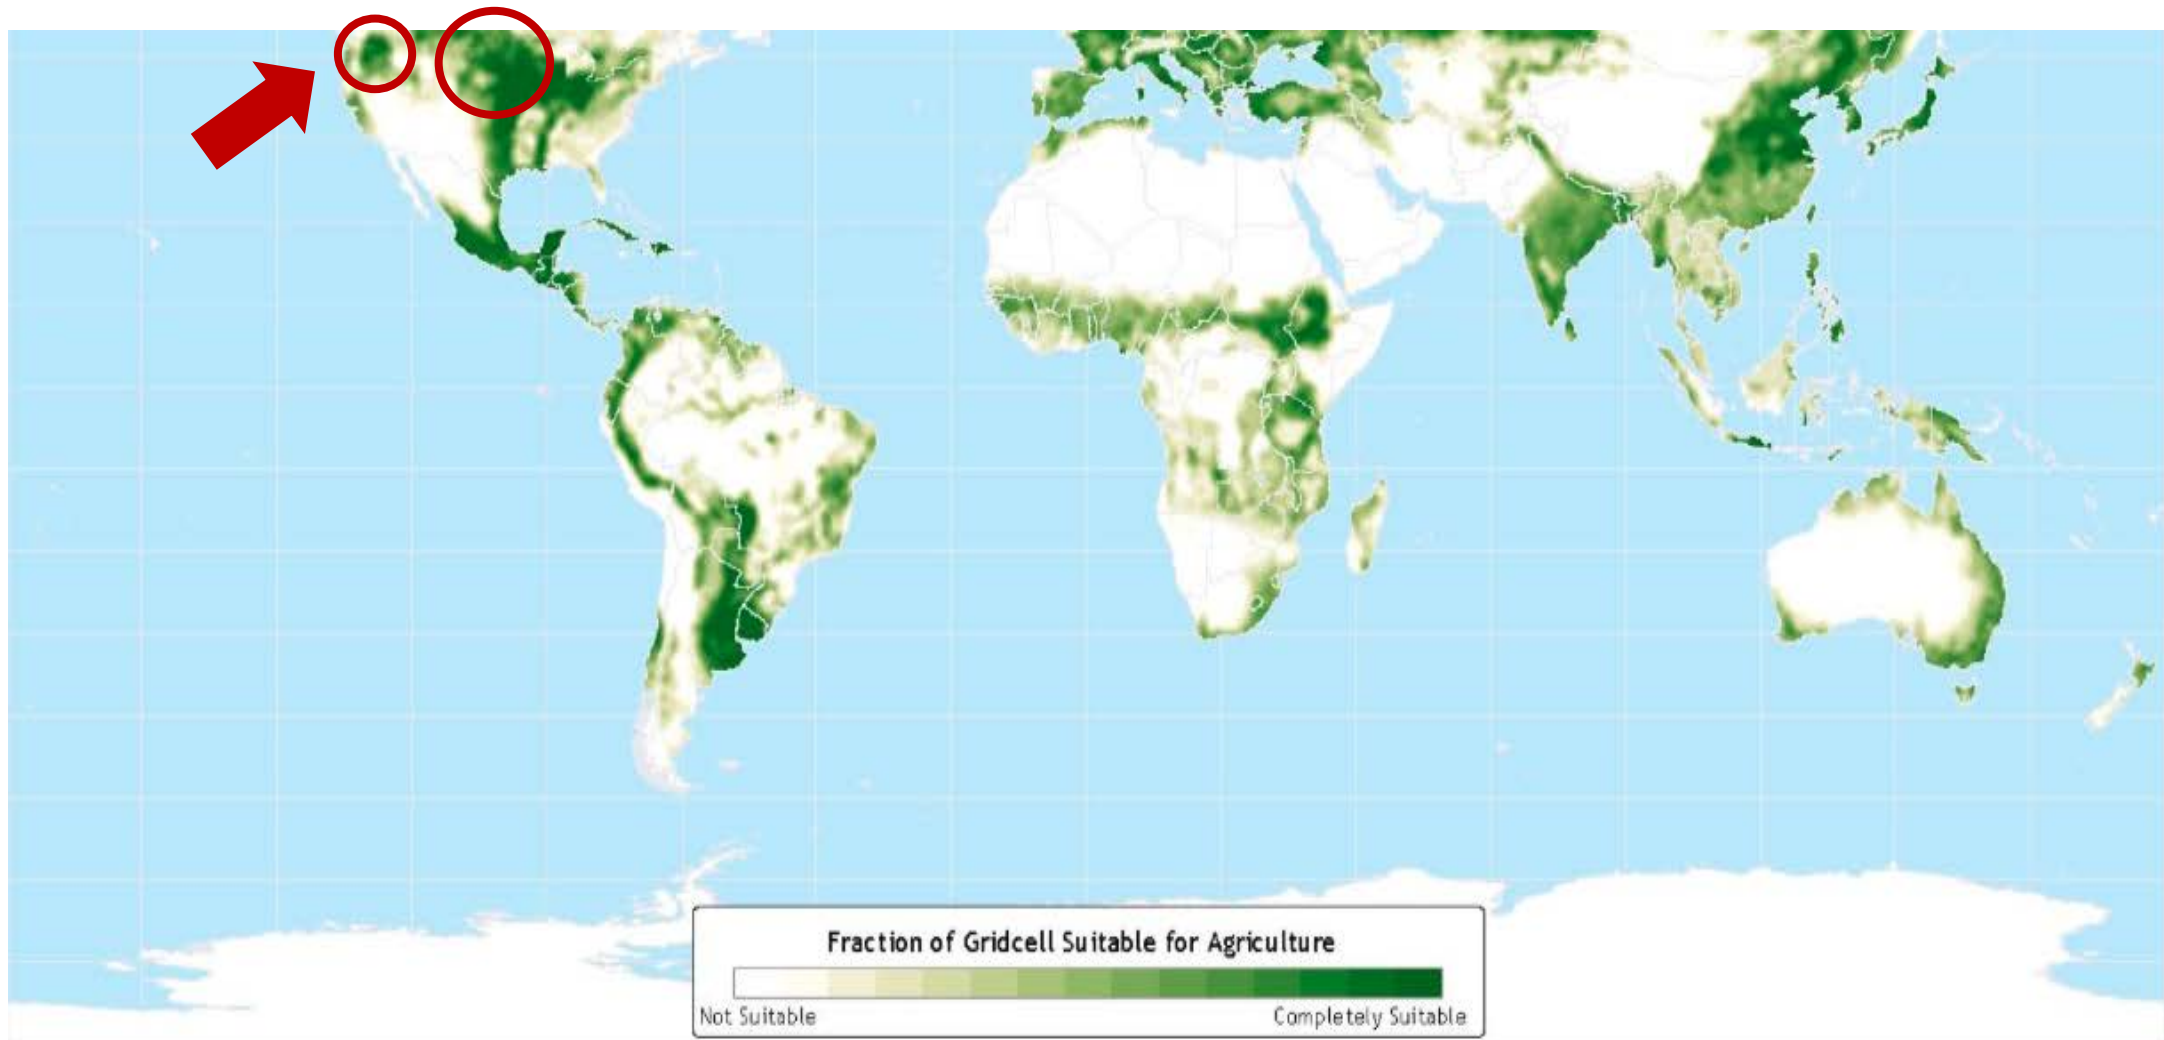 Fraction of Gridcell Suitable for Agriculture
Not Suitable
Completely Suitable